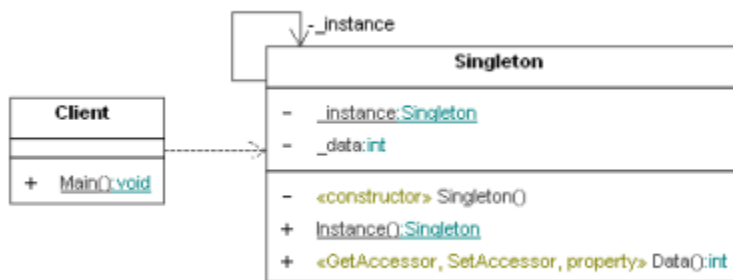 -_instance
Singleton
- _instance:Singleton
- _data:int
- «constructor» Singleton()
+ Instance():Singleton
+ «GetAccessor, SetAccessor, property» Data():int
Client
+ Main():void